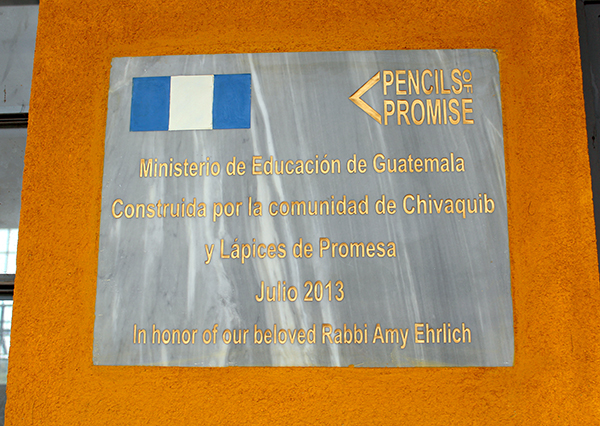 PENCILS OF
PROMISE
Ministerio de Educación de Guatemala
Construida por la comunidad de Chivaquib
y Lápices de Promesa
Julio 2013
In honor of our beloved Rabbi Amy Ehrlich